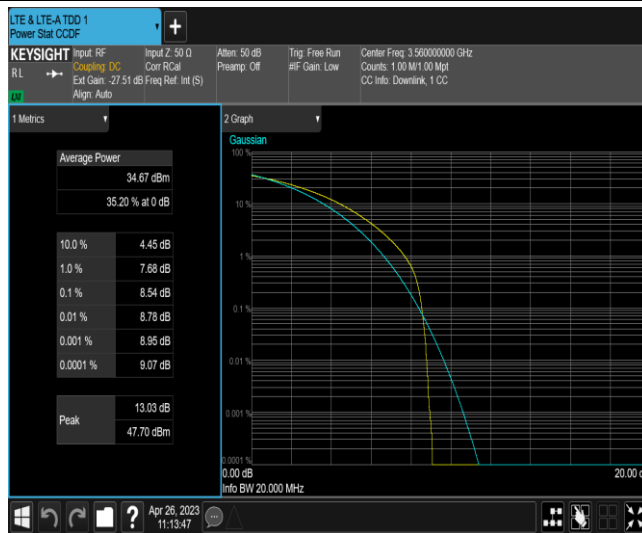 LTE & LTE-A TDD 1
Power Stat CCDF
+
KEYSIGHT
RL
LV
Input: RF
Coupling: DC
Ext Gain: -27.51 dB
Align: Auto
Input Z: 50 Ω
Corr RCal
Freq Ref: Int (S)
Atten: 50 dB
Preamp: Off
Trig: Free Run
#IF Gain: Low
Center Freq: 3.560000000 GHz
Counts: 1.00 M/1.00 Mpt
CC Info: Downlink, 1 CC
1 Metrics
Average Power
34.67 dBm
35.20 % at 0 dB
10.0 % 4.45 dB
1.0 % 7.68 dB
0.1 % 8.54 dB
0.01 % 8.78 dB
0.001 % 8.95 dB
0.0001 % 9.07 dB
Peak
13.03 dB
47.70 dBm
2 Graph
Gaussian
100 %
10 %
1 %
0.1 %
0.01 %
0.001 %
0.0001 %
0.00 dB
20.00 d
Info BW 20.000 MHz
?
Apr 26, 2023
11:13:47